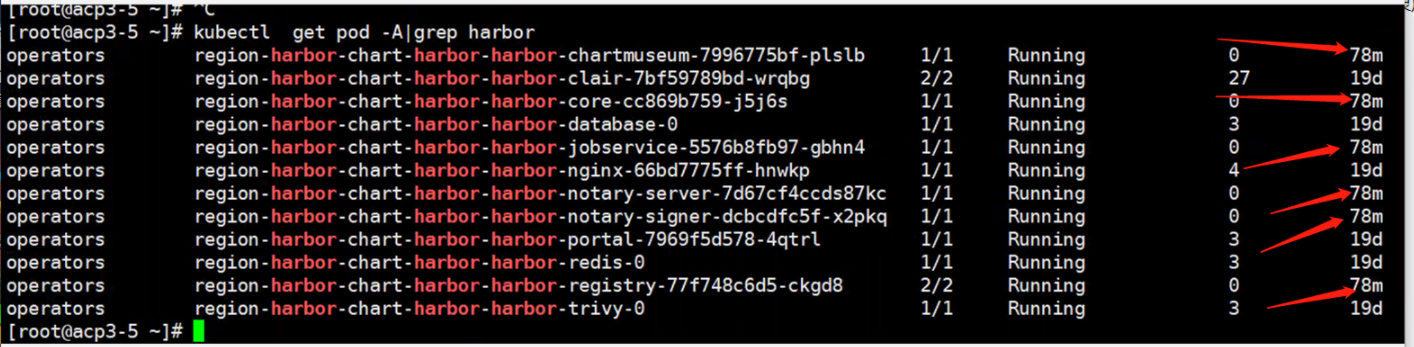 [root@acp3-5 ~]# ^C
[root@acp3-5 ~]# kubectl  get pod -A|grep harbor
operators region-harbor-chart-harbor-harbor-chartmuseum-7996775bf-plslb 1/1 Running 0 78m
operators region-harbor-chart-harbor-harbor-clair-7bf59789bd-wrqbg 2/2 Running 27 19d
operators region-harbor-chart-harbor-harbor-core-cc869b759-j5j6s 1/1 Running 0 78m
operators region-harbor-chart-harbor-harbor-database-0 1/1 Running 3 19d
operators region-harbor-chart-harbor-harbor-jobservice-5576b8fb97-gbhn4 1/1 Running 0 78m
operators region-harbor-chart-harbor-harbor-nginx-66bd7775ff-hnwkp 1/1 Running 4 19d
operators region-harbor-chart-harbor-harbor-notary-server-7d67cf4ccds87kc 1/1 Running 0 78m
operators region-harbor-chart-harbor-harbor-notary-signer-dcbcdfc5f-x2pkq 1/1 Running 0 78m
operators region-harbor-chart-harbor-harbor-portal-7969f5d578-4qtrl 1/1 Running 3 19d
operators region-harbor-chart-harbor-harbor-redis-0 1/1 Running 3 19d
operators region-harbor-chart-harbor-harbor-registry-77f748c6d5-ckgd8 2/2 Running 0 78m
operators region-harbor-chart-harbor-harbor-trivy-0 1/1 Running 3 19d
[root@acp3-5 ~]#